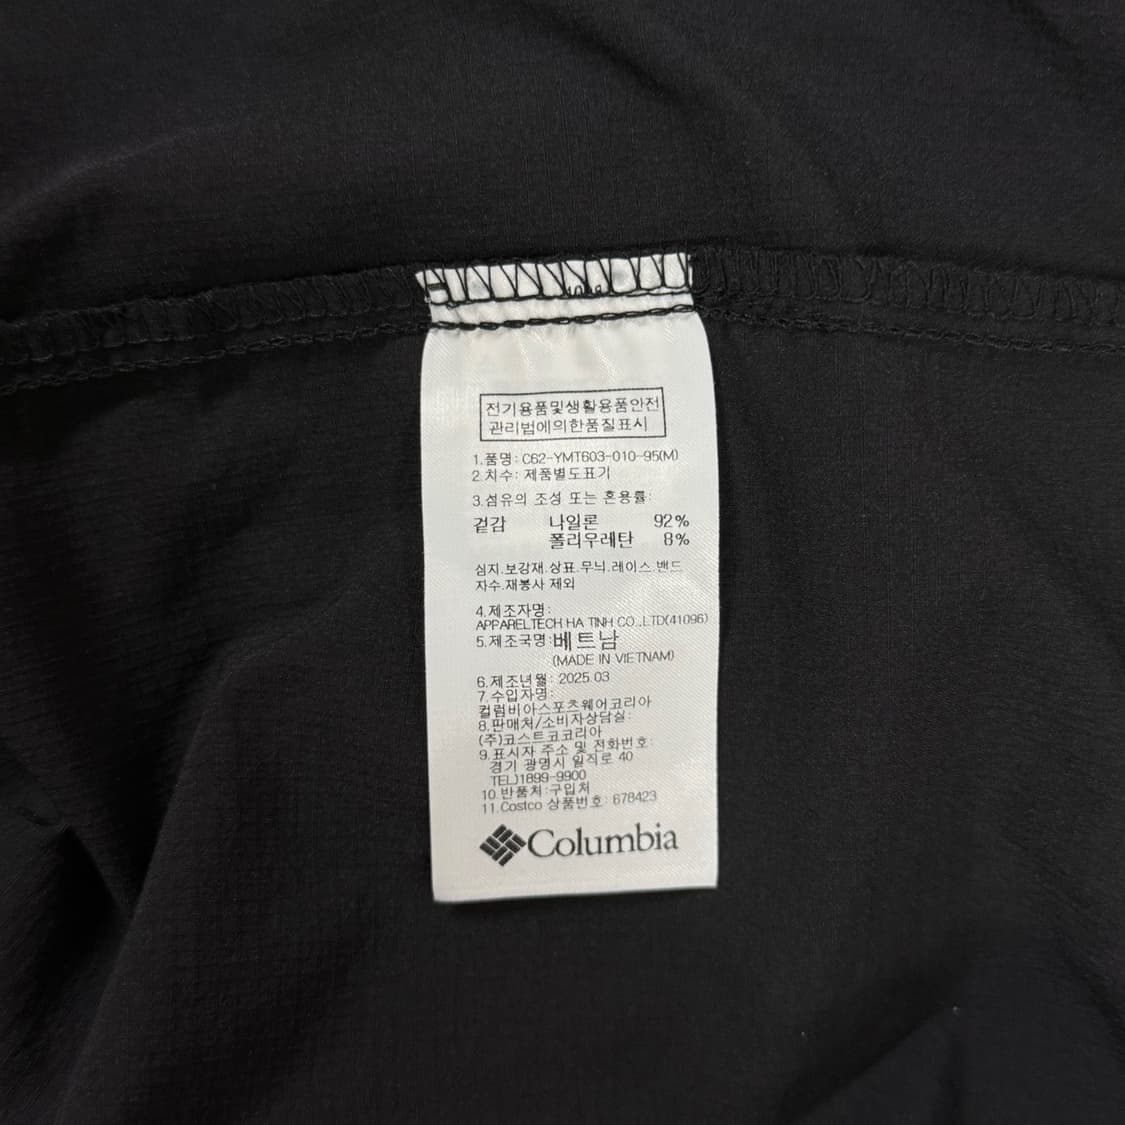 전기용품및생활용품안전
관리법에의한품질표시
1.품명: C62-YMT603-010-95(M)
2.치수: 제품별도표기
3.섬유의 조성 또는 혼용률:
겉감 나일론 92%
폴리우레탄 8%
심지.보강재.상표.무늬.레이스.밴드
자수.재봉사 제외
4.제조자명:
APPARELTECH HA TINH CO.,LTD(41096)
5.제조국명:베트남
(MADE IN VIETNAM)
6.제조년월: 2025.03
7.수입자명:
컬럼비아스포츠웨어코리아
8.판매처/소비자상담실:
(주)코스트코코리아
9.표시자 주소 및 전화번호:
경기 광명시 일직로 40
TEL)1899-9900
10.반품처:구입처
11.Costco 상품번호: 678423
Columbia